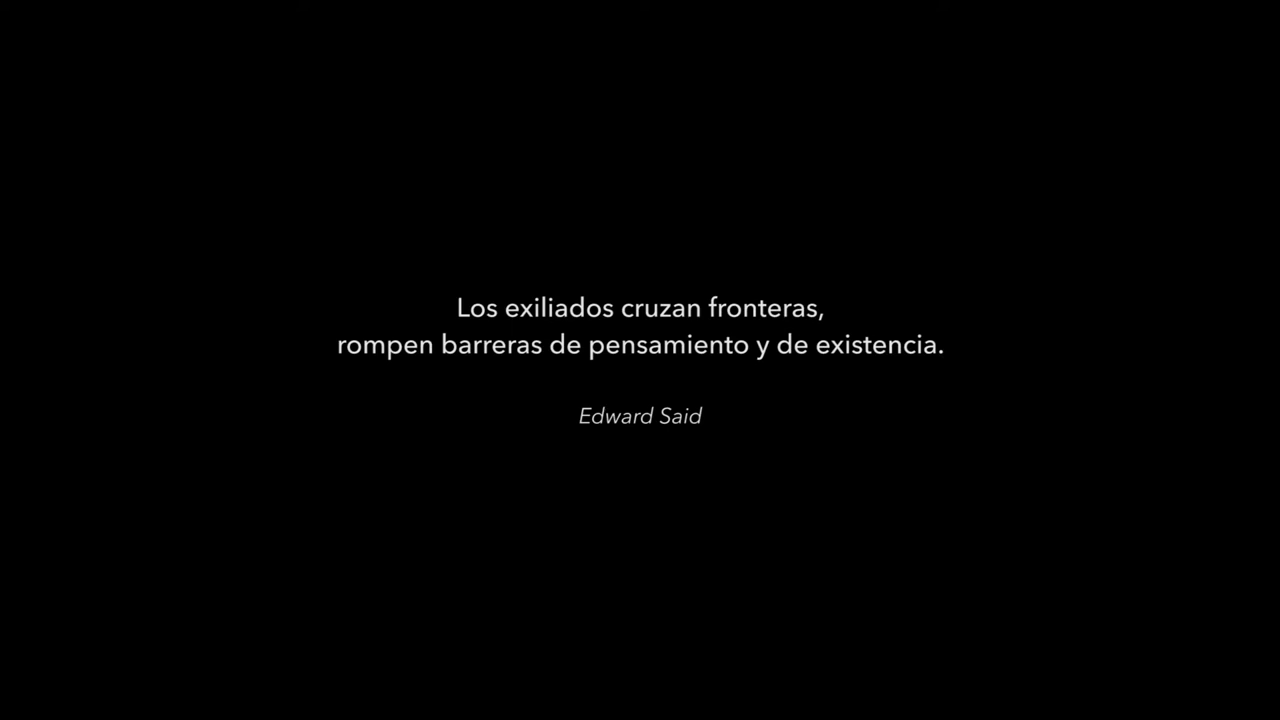 Los exiliados cruzan fronteras,
rompen barreras de pensamiento y de existencia.
Edward Said